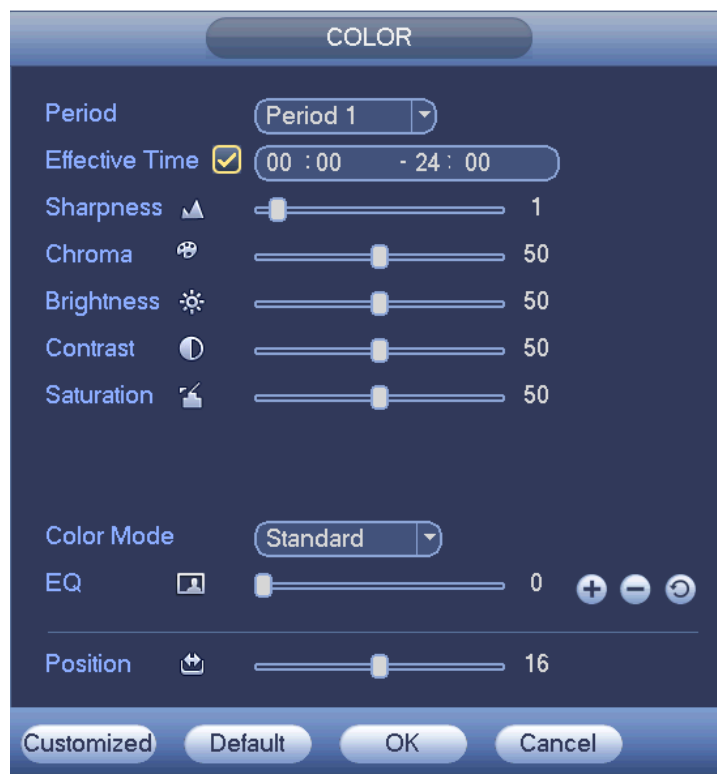 COLOR
Period Period 1
Effective Time 00 :00 - 24 : 00
Sharpness 1
Chroma 50
Brightness 50
Contrast 50
Saturation 50
Color Mode Standard
EQ 0
Position 16
Customized Default OK Cancel